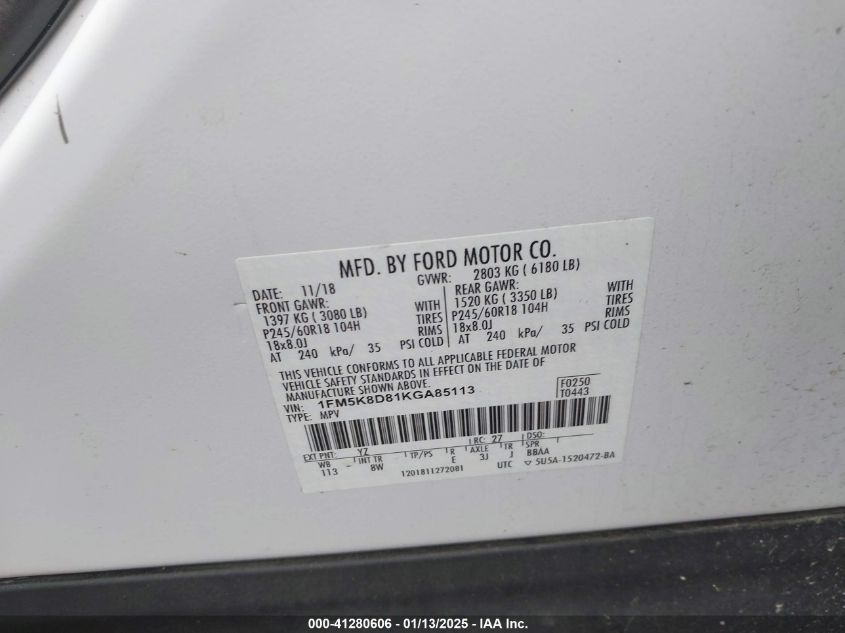 MFD. BY FORD MOTOR CO.
DATE: 11/18 GVWR: 2803 KG ( 6180 LB)
FRONT GAWR: REAR GAWR:
1397 KG ( 3080 LB) WITH 1520 KG ( 3350 LB) WITH
P245/60R18 104H TIRES P245/60R18 104H TIRES
18x8.0J RIMS 18x8.0J RIMS
AT 240 kPa/ 35 PSI COLD AT 240 kPa/ 35 PSI COLD
THIS VEHICLE CONFORMS TO ALL APPLICABLE FEDERAL MOTOR
VEHICLE SAFETY STANDARDS IN EFFECT ON THE DATE OF
MANUFACTURE SHOWN ABOVE.
VIN: 1FM5K8D81KGA85113 F0250
TYPE: MPV T0443
EXT PNT: YZ RC: 27 DSO:
WB INT TR TP/PS R AXLE TR SPR
113 - 8W E 3J J BBAA
1201811272081 UTC ▽ 5U5A-1520472-BA
000-41280606 - 01/13/2025 - IAA Inc.